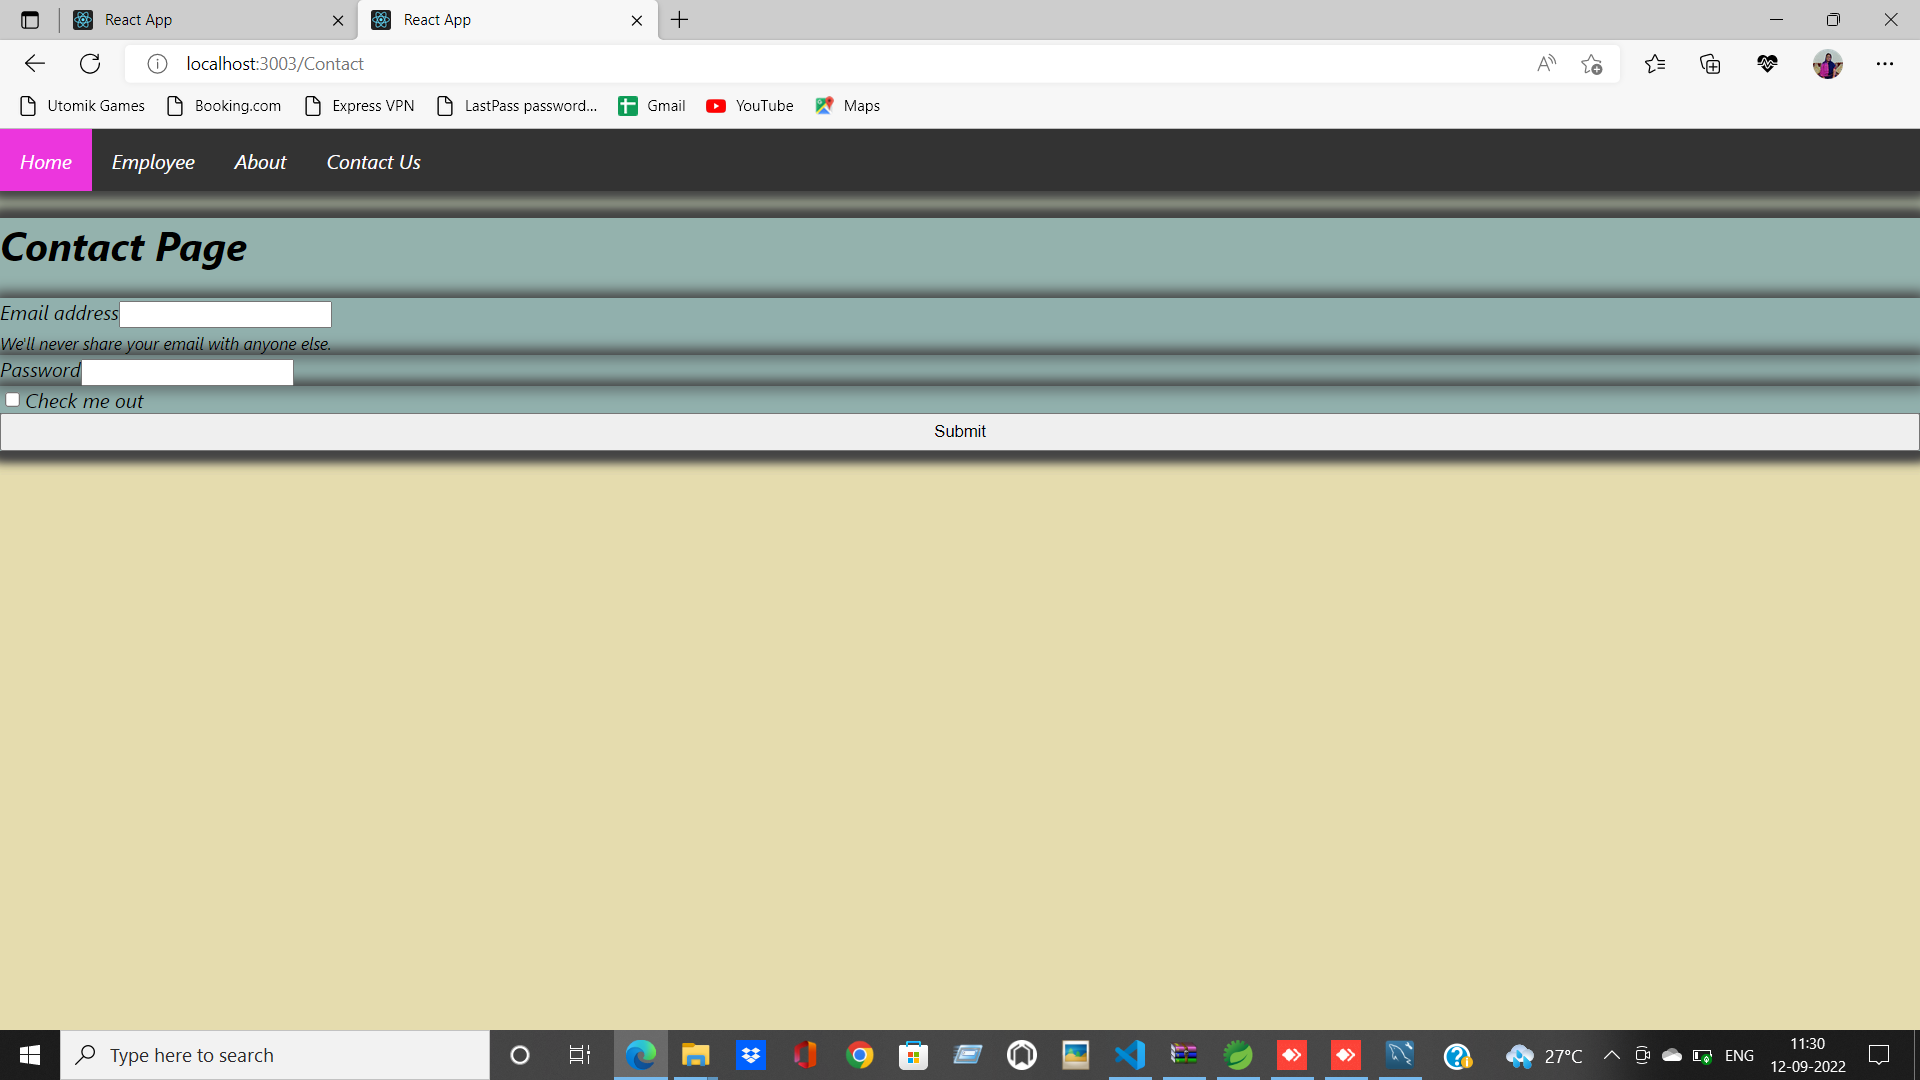 React App
React App
localhost:3003/Contact
Utomik Games
Booking.com
Express VPN
LastPass password...
Gmail
YouTube
Maps
Home
Employee
About
Contact Us
Contact Page
Email address
We'll never share your email with anyone else.
Password
Check me out
Submit
Type here to search
27°C
ENG
11:30
12-09-2022